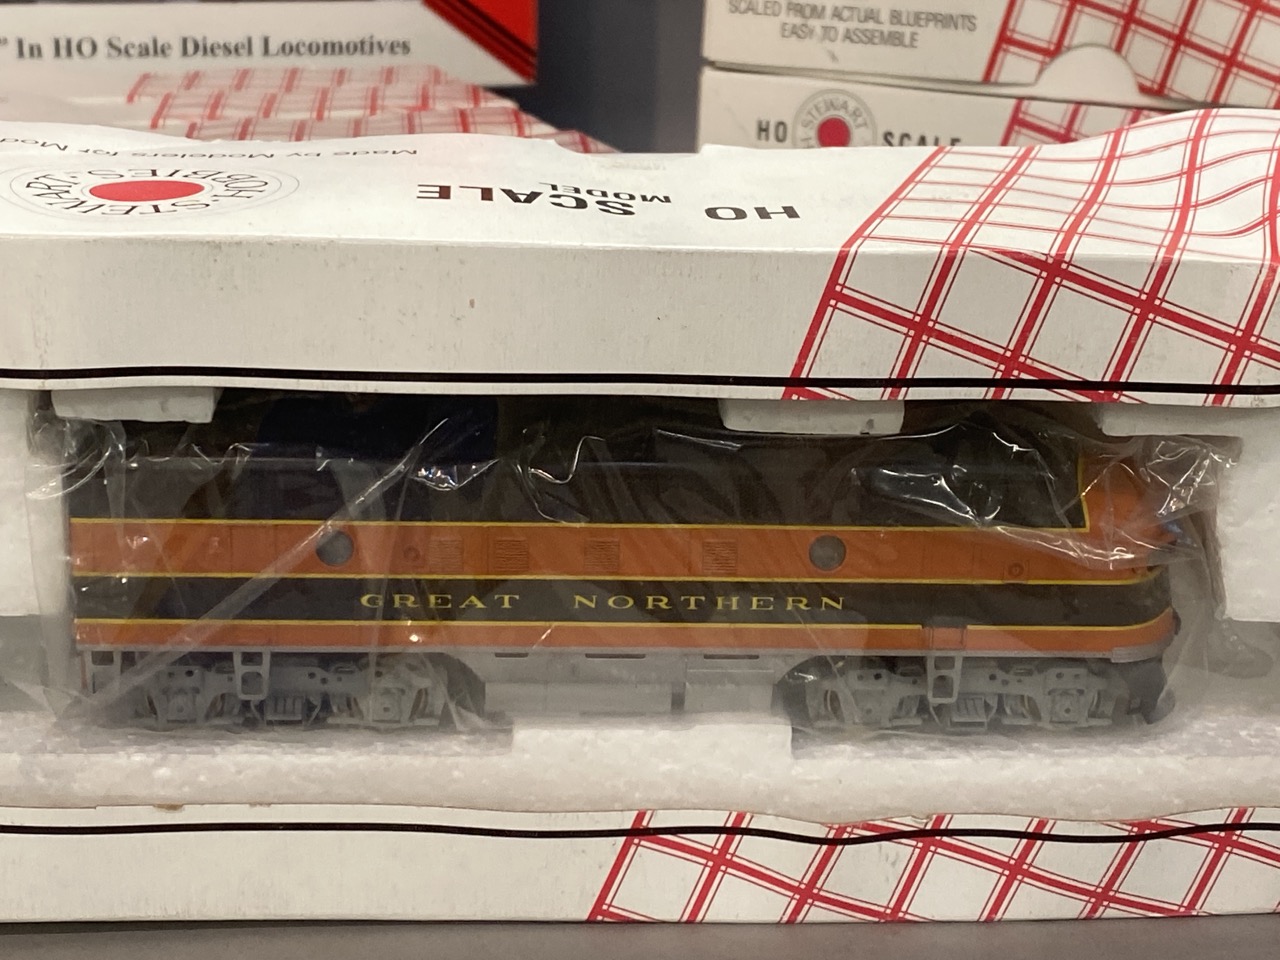 ” In HO Scale Diesel Locomotives
SCALED FROM ACTUAL BLUEPRINTS
EASY TO ASSEMBLE
HO STEWART SCALE
Made by Modelers for Mod
STEWART HOBBIES
HO SCALE
MODEL
GREAT NORTHERN